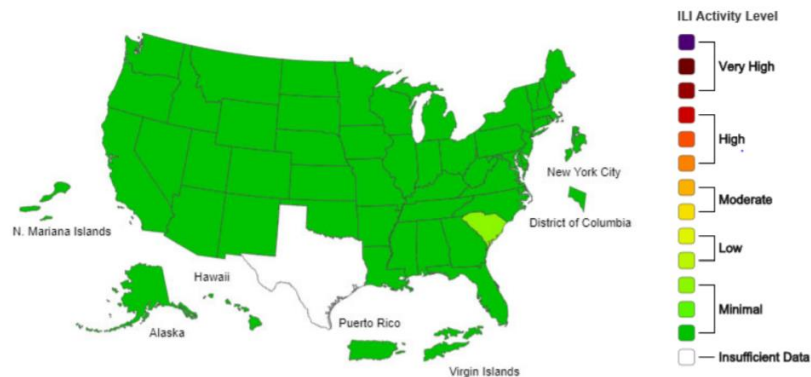 ILI Activity Level
Very High
High
Moderate
Low
Minimal
Insufficient Data
New York City
District of Columbia
N. Mariana Islands
Hawaii
Alaska
Puerto Rico
Virgin Islands